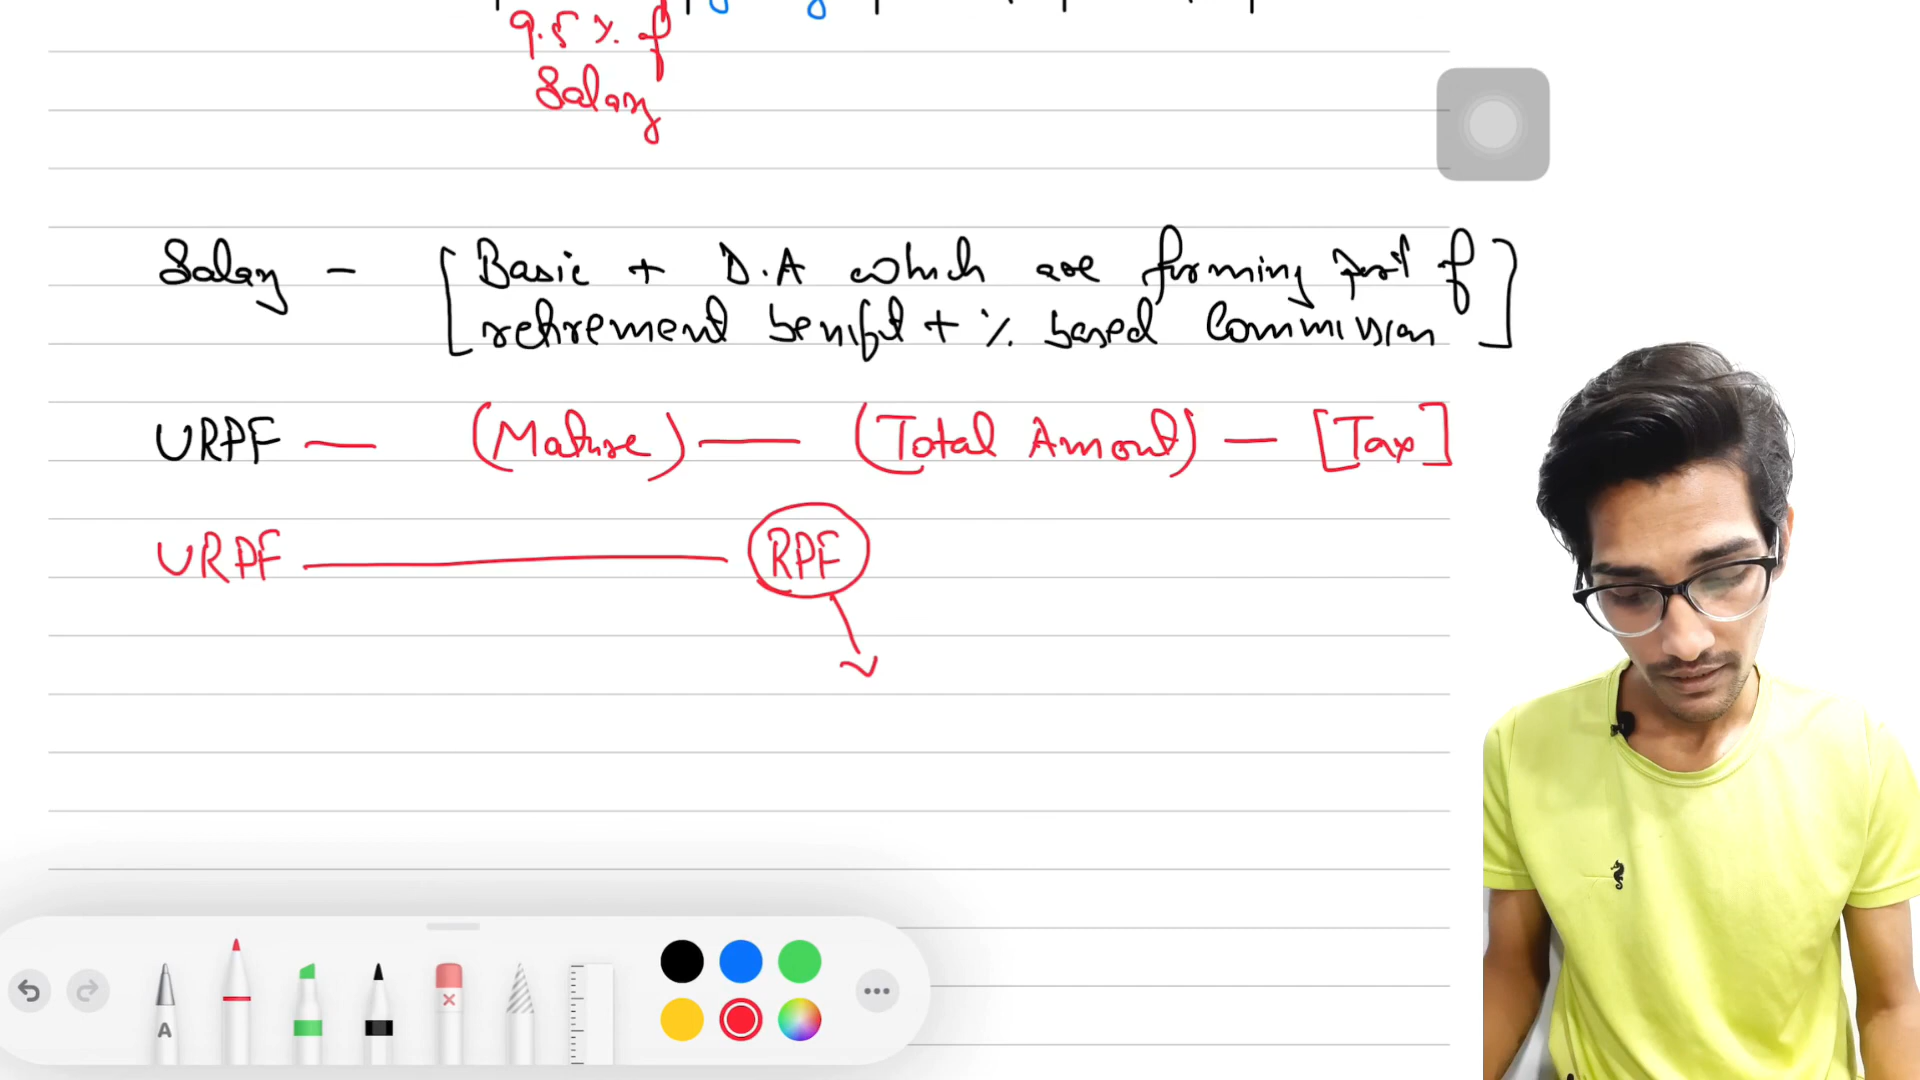 9.5 % of
Salary
Salary - [Basic + D.A which are forming part of
retirement benifit + % based Commission]
URPF — (Mature) — (Total Amount) — [Tax]
URPF — RPF
A